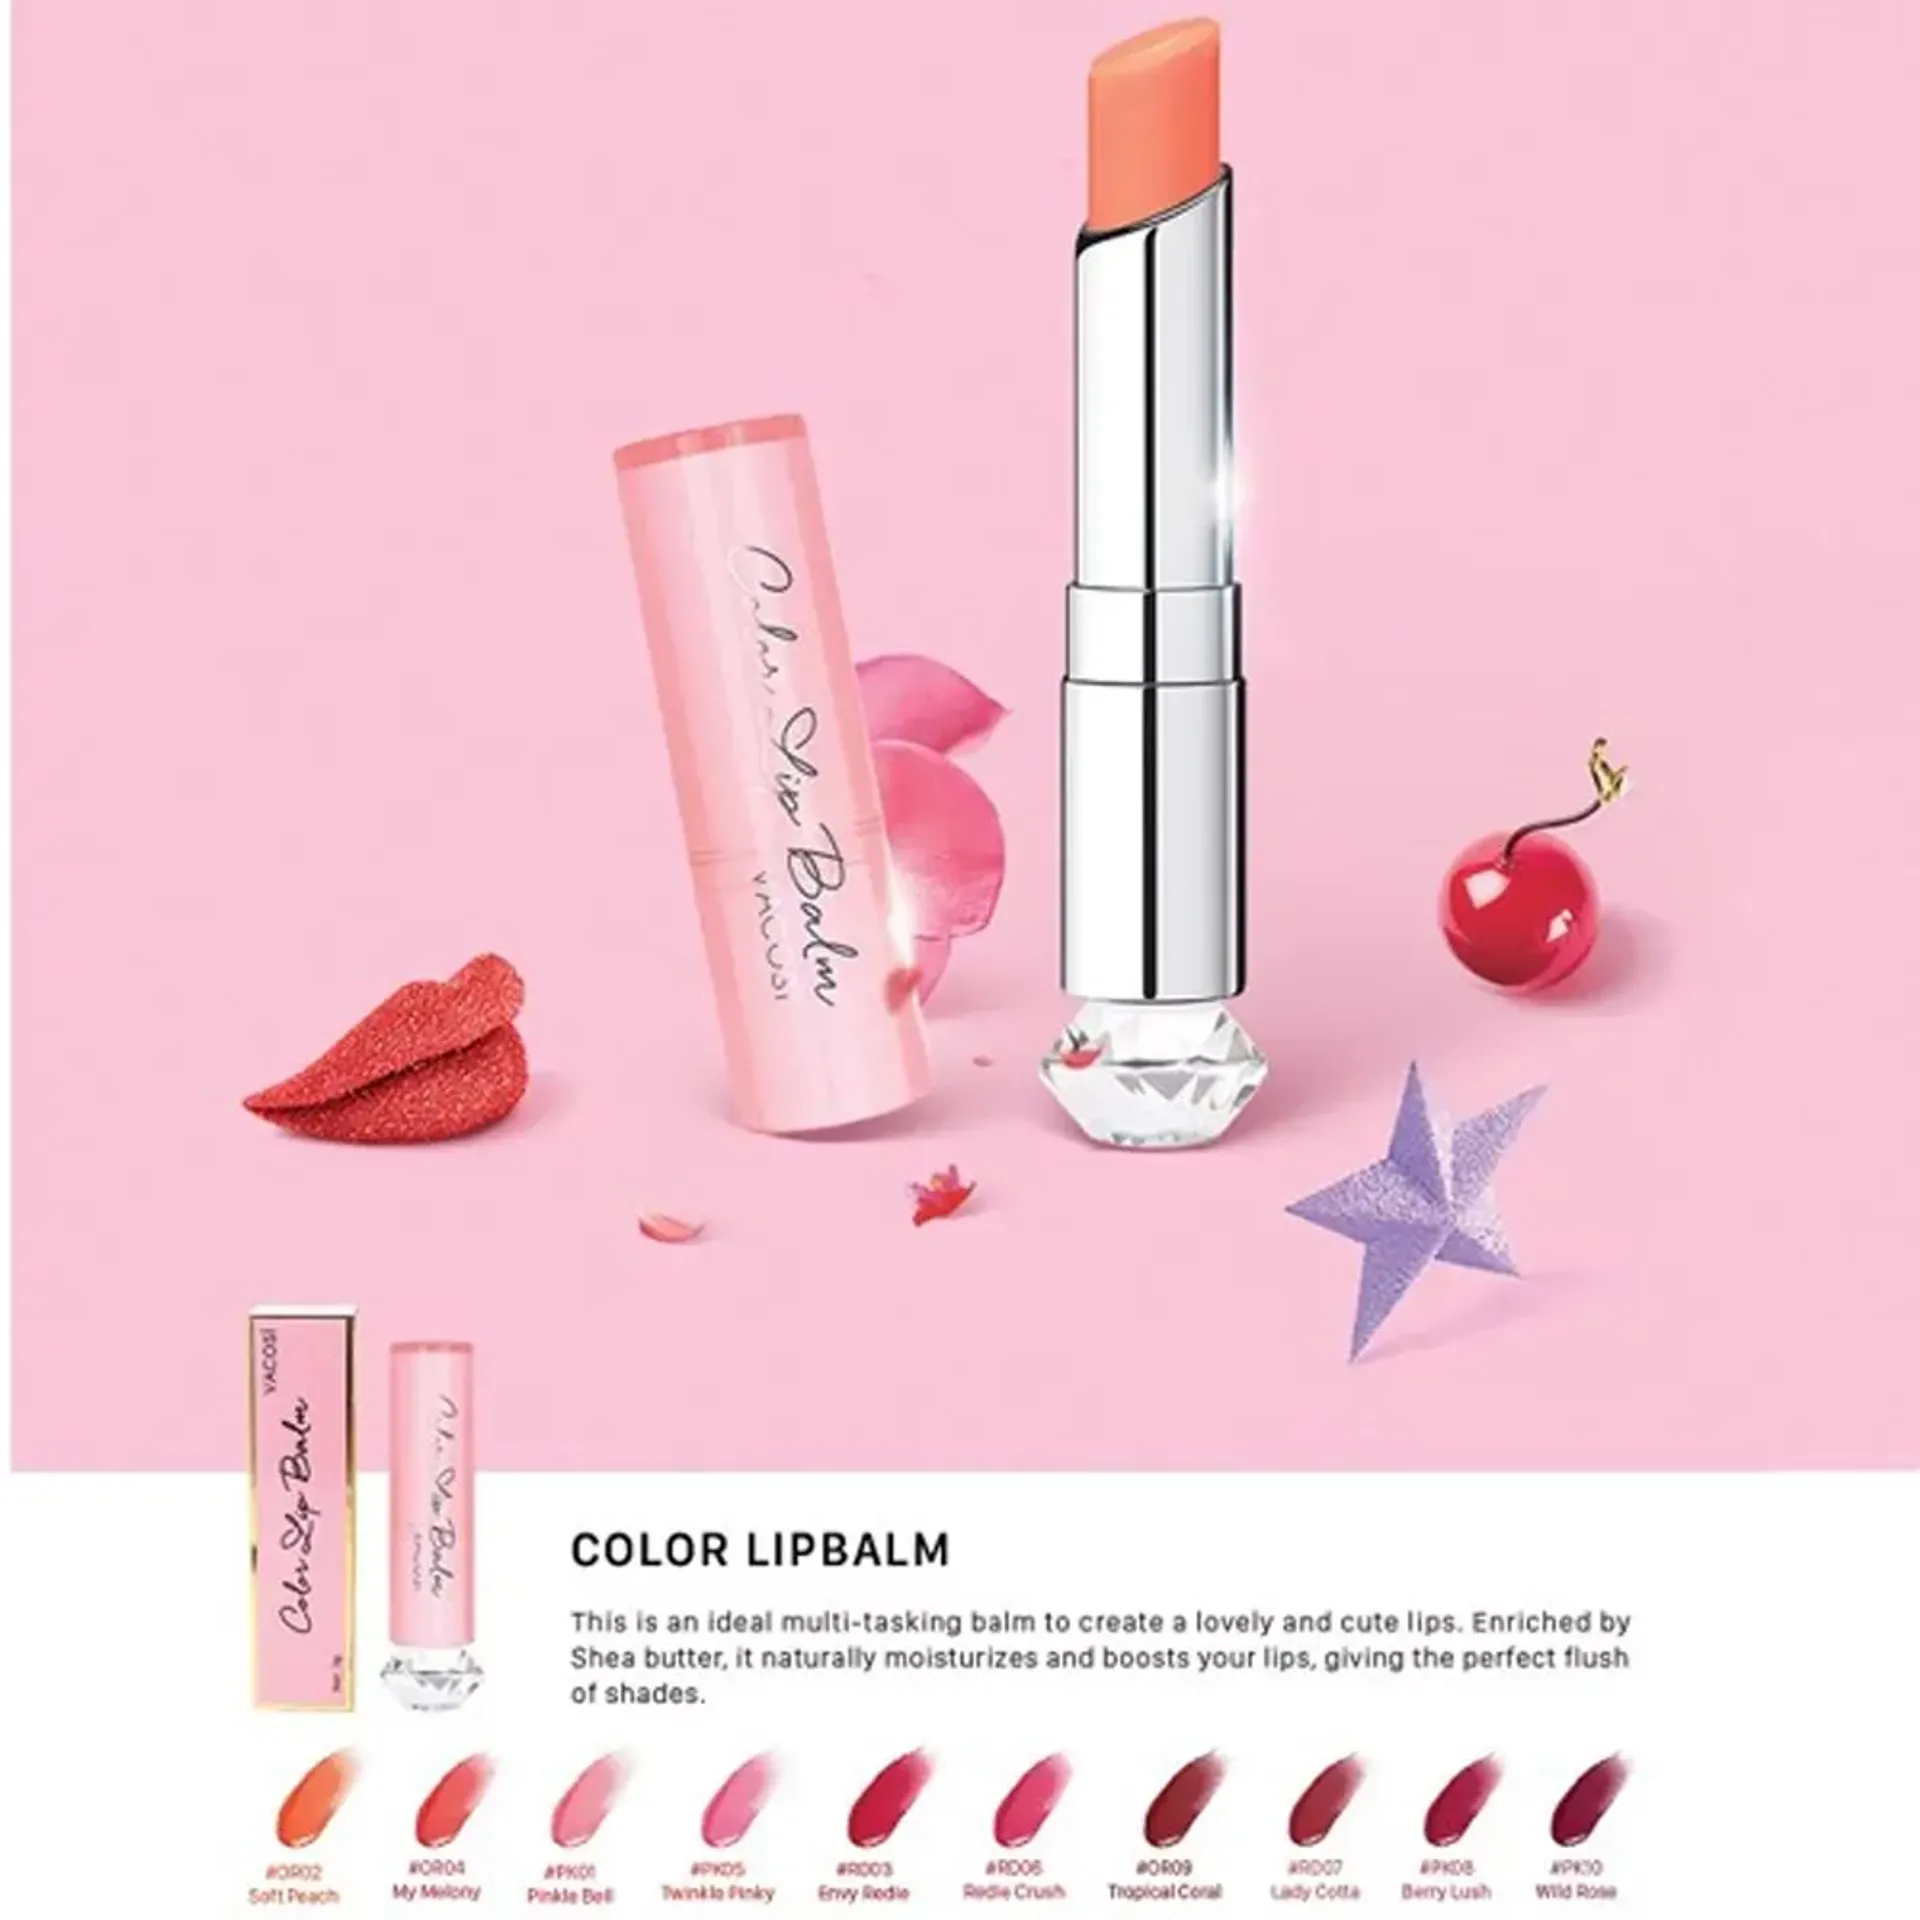 Color Lip Balm
VACOSI
VACOSI
Color Lip Balm
Color Lip Balm
COLOR LIPBALM
This is an ideal multi-tasking balm to create a lovely and cute lips. Enriched by
Shea butter, it naturally moisturizes and boosts your lips, giving the perfect flush
of shades.
#OR02 #OR04 #PK01 #PK05 #RD03 #RD06 #OR09 #RD07 #PK08 #PK10
Soft Peach My Melony Pinkle Bell Twinkle Pinky Envy Redie Redie Crush Tropical Coral Lady Cotta Berry Lush Wild Rose